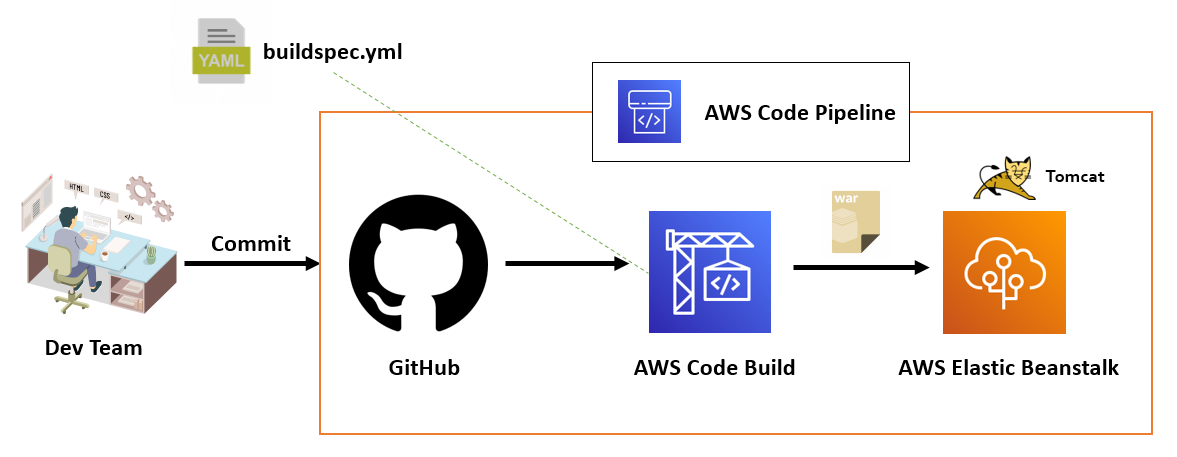 YAML
buildspec.yml
AWS Code Pipeline
</>
HTML
CSS
</>
Commit
war
Tomcat
</>
Dev Team
GitHub
AWS Code Build
AWS Elastic Beanstalk